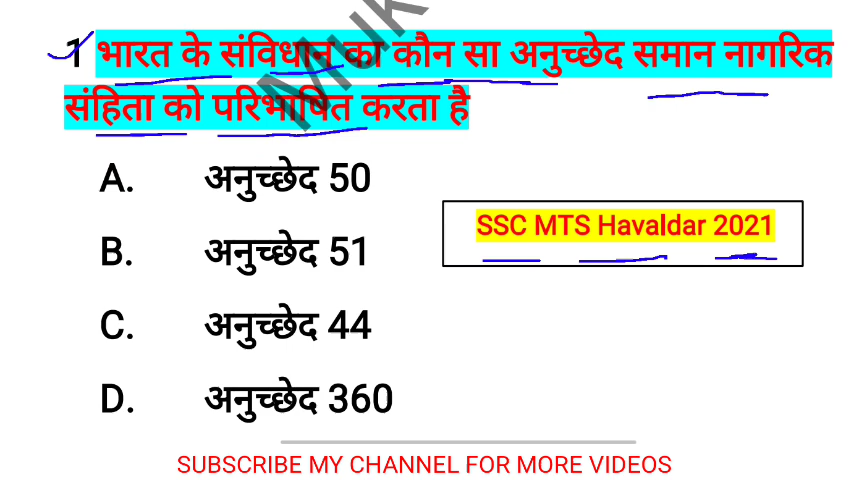 1 भारत के संविधान का कौन सा अनुच्छेद समान नागरिक
संहिता को परिभाषित करता है
A. अनुच्छेद 50
SSC MTS Havaldar 2021
B. अनुच्छेद 51
C. अनुच्छेद 44
D. अनुच्छेद 360
SUBSCRIBE MY CHANNEL FOR MORE VIDEOS